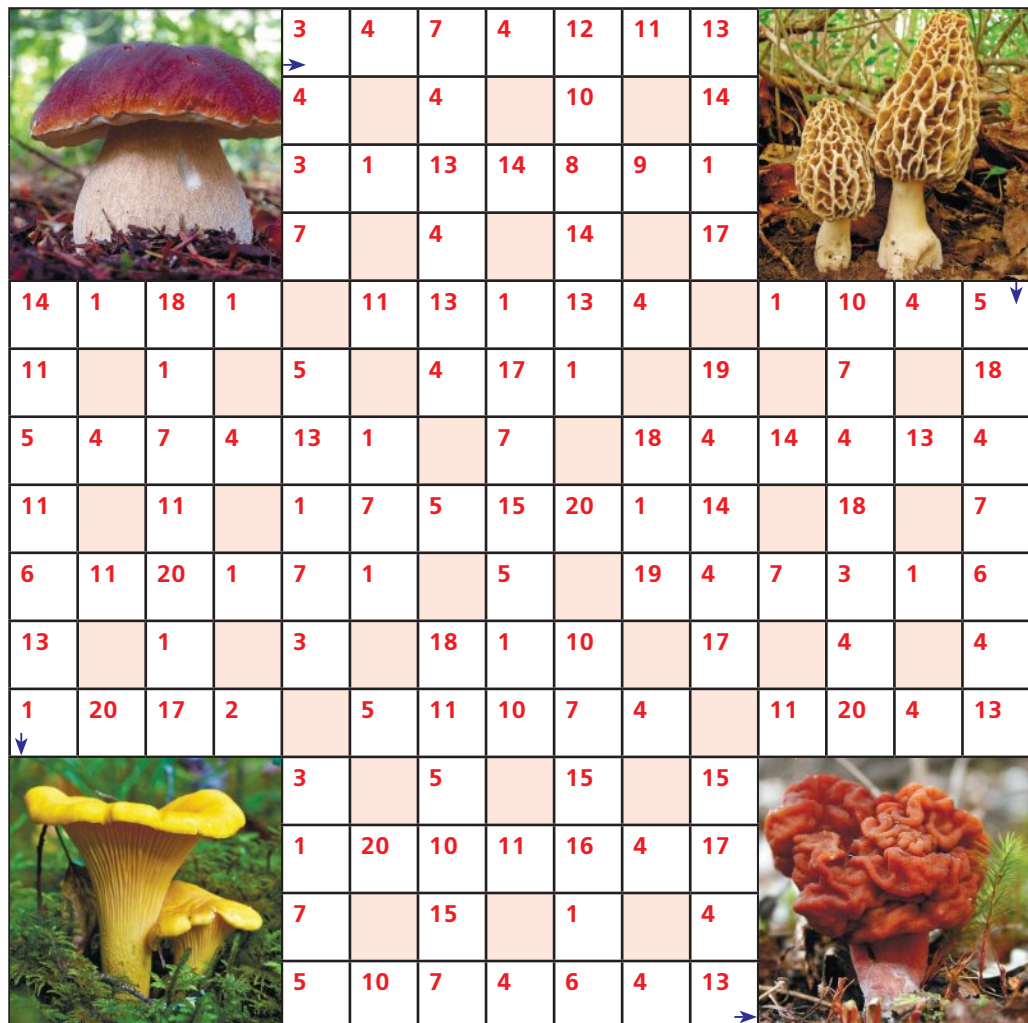 3 4 7 4 12 11 13
4 4 10 14
3 1 13 14 8 9 1
7 4 14 17
14 1 18 1 11 13 1 13 4 1 10 4 5
11 1 5 4 17 1 19 7 18
5 4 7 4 13 1 7 18 4 14 4 13 4
11 11 1 7 5 15 20 1 14 18 7
6 11 20 1 7 1 5 19 4 7 3 1 6
13 1 3 18 1 10 17 4 4
1 20 17 2 5 11 10 7 4 11 20 4 13
3 5 15 15
1 20 10 11 16 4 17
7 15 1 4
5 10 7 4 6 4 13